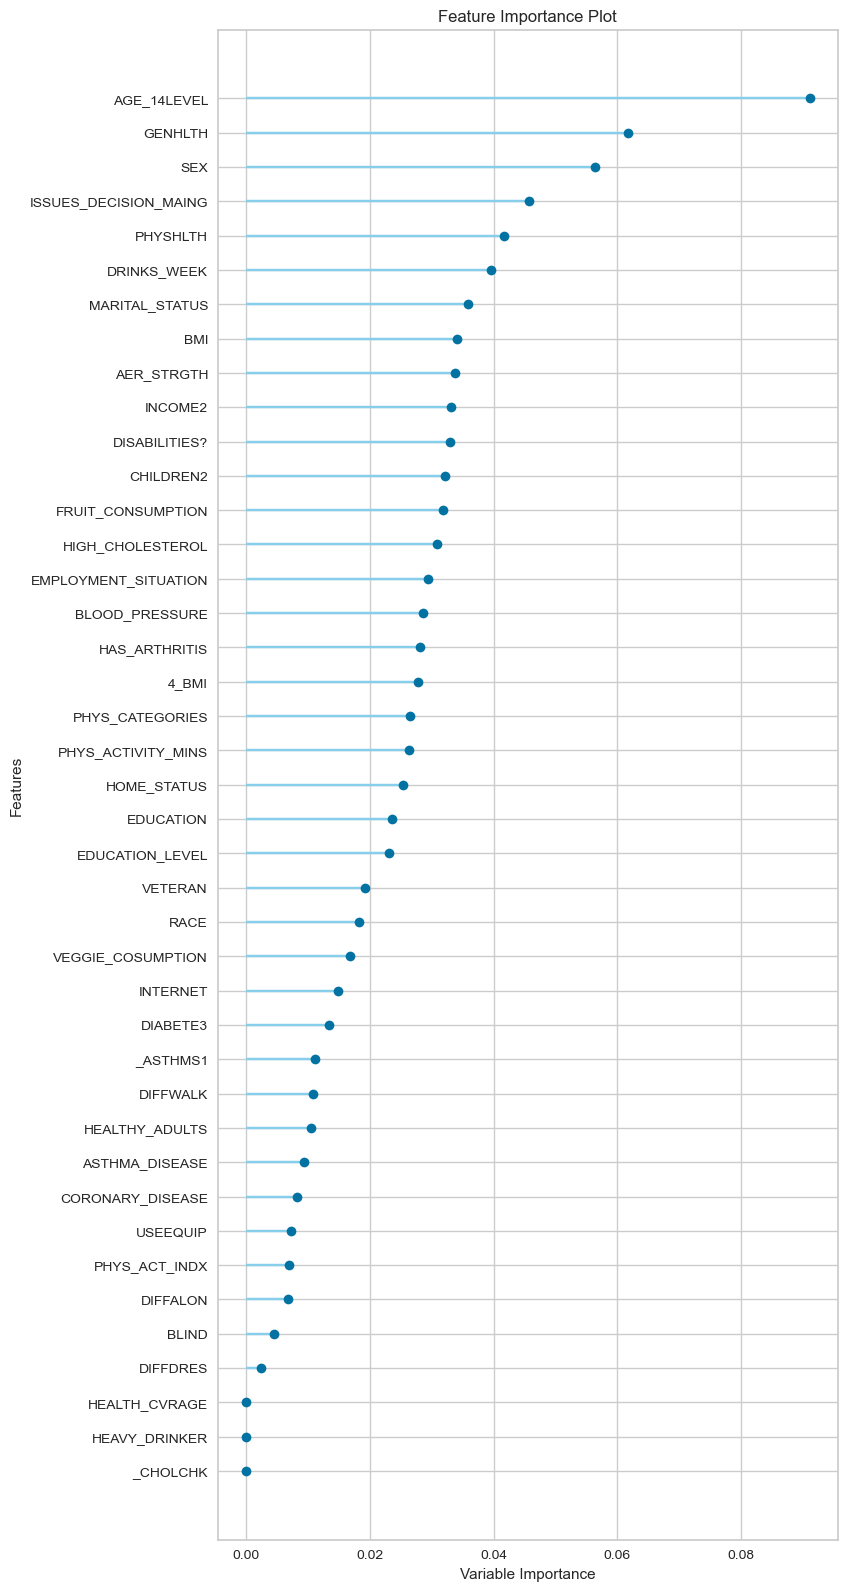 Feature Importance Plot
AGE_14LEVEL
GENHLTH
SEX
ISSUES_DECISION_MAING
PHYSHLTH
DRINKS_WEEK
MARITAL_STATUS
BMI
AER_STRGTH
INCOME2
DISABILITIES?
CHILDREN2
FRUIT_CONSUMPTION
HIGH_CHOLESTEROL
EMPLOYMENT_SITUATION
BLOOD_PRESSURE
HAS_ARTHRITIS
4_BMI
PHYS_CATEGORIES
PHYS_ACTIVITY_MINS
HOME_STATUS
EDUCATION
EDUCATION_LEVEL
VETERAN
RACE
VEGGIE_COSUMPTION
INTERNET
DIABETE3
_ASTHMS1
DIFFWALK
HEALTHY_ADULTS
ASTHMA_DISEASE
CORONARY_DISEASE
USEEQUIP
PHYS_ACT_INDX
DIFFALON
BLIND
DIFFDRES
HEALTH_CVRAGE
HEAVY_DRINKER
_CHOLCHK
Features
0.00 0.02 0.04 0.06 0.08
Variable Importance